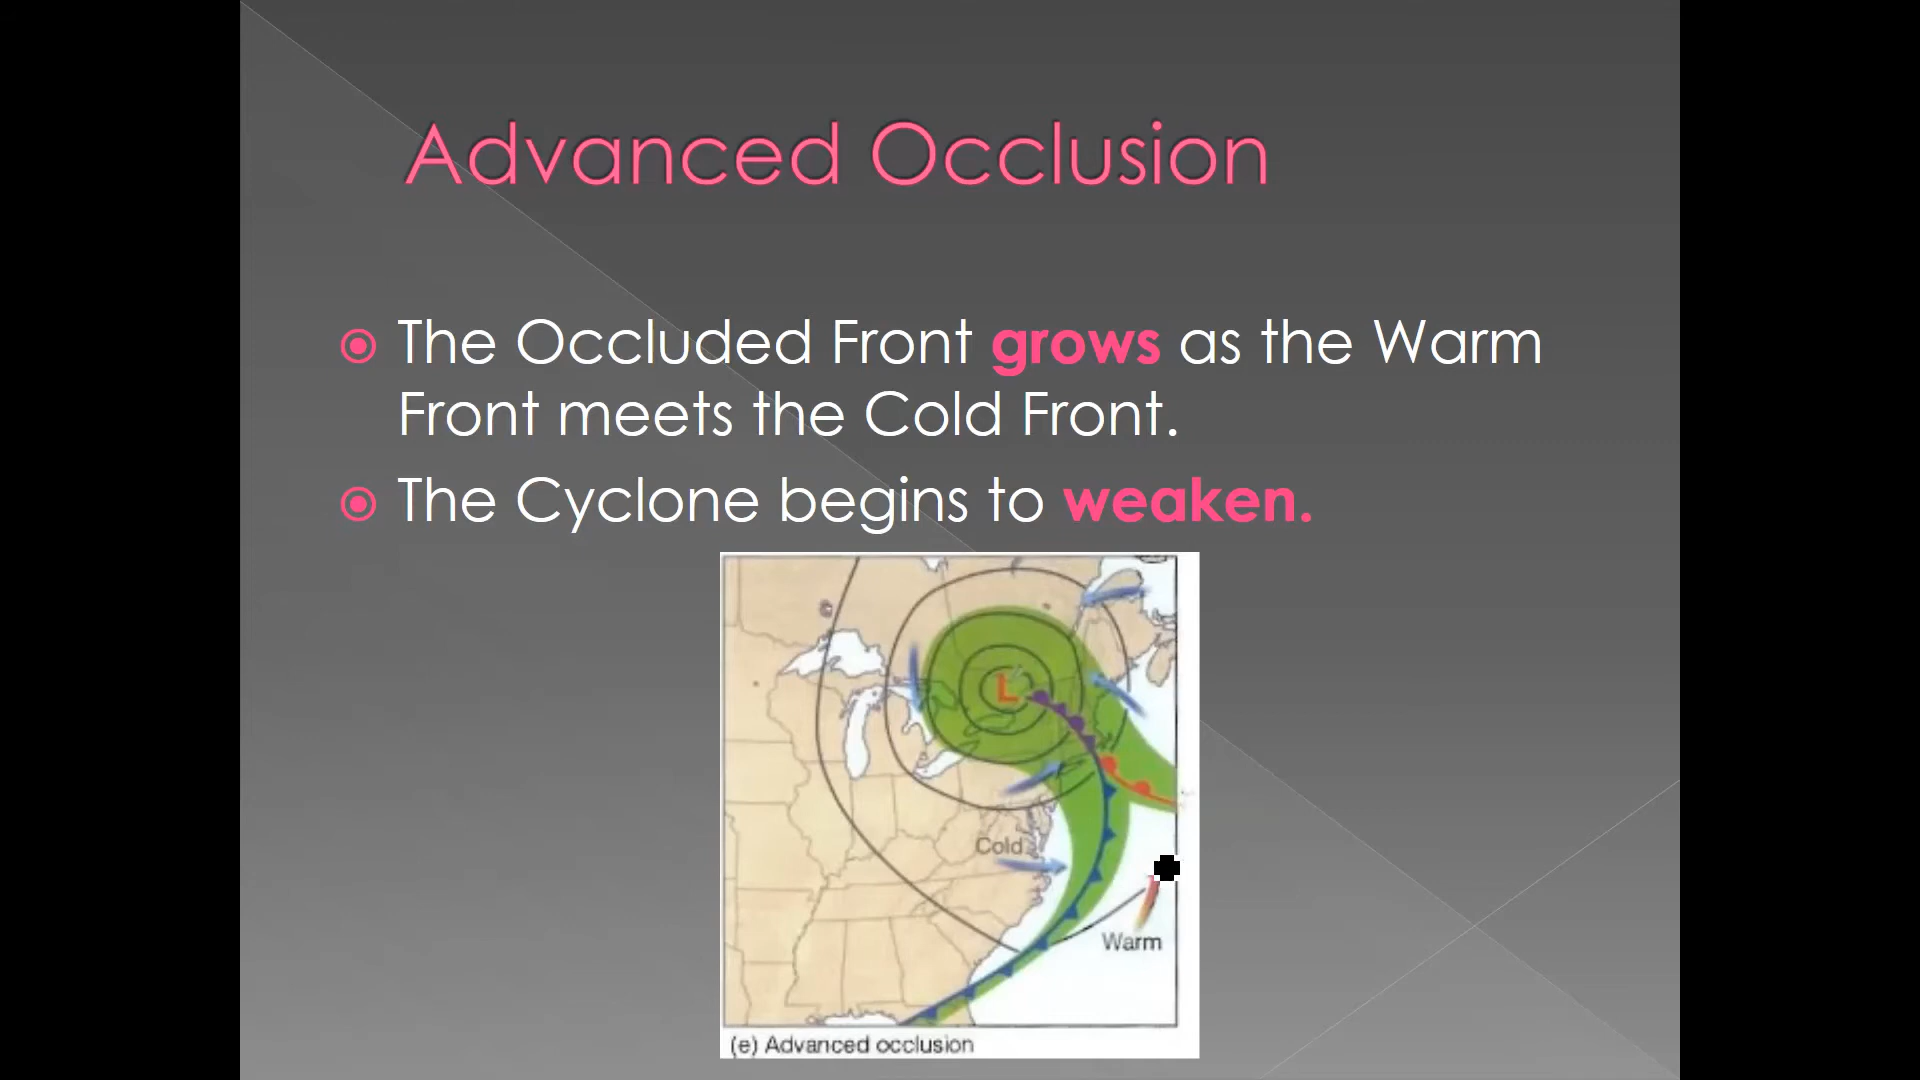 Advanced Occlusion
The Occluded Front grows as the Warm
Front meets the Cold Front.
The Cyclone begins to weaken.
L
Cold
Warm
(e) Advanced occlusion